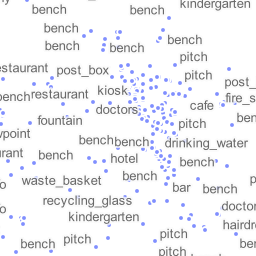 bench
bench
kindergarten
bench
bench
bench
bench
pitch
estaurant
post_box
pitch
post_
bench
restaurant
kiosk
fire_s
doctors
cafe
fountain
pitch
ben
point
bench
bench
drinking_water
urant
bench
hotel
bench
waste_basket
bench
bar
bench
recycling_glass
doctor
kindergarten
hairdr
pitch
pitch
bench
ben
pitch